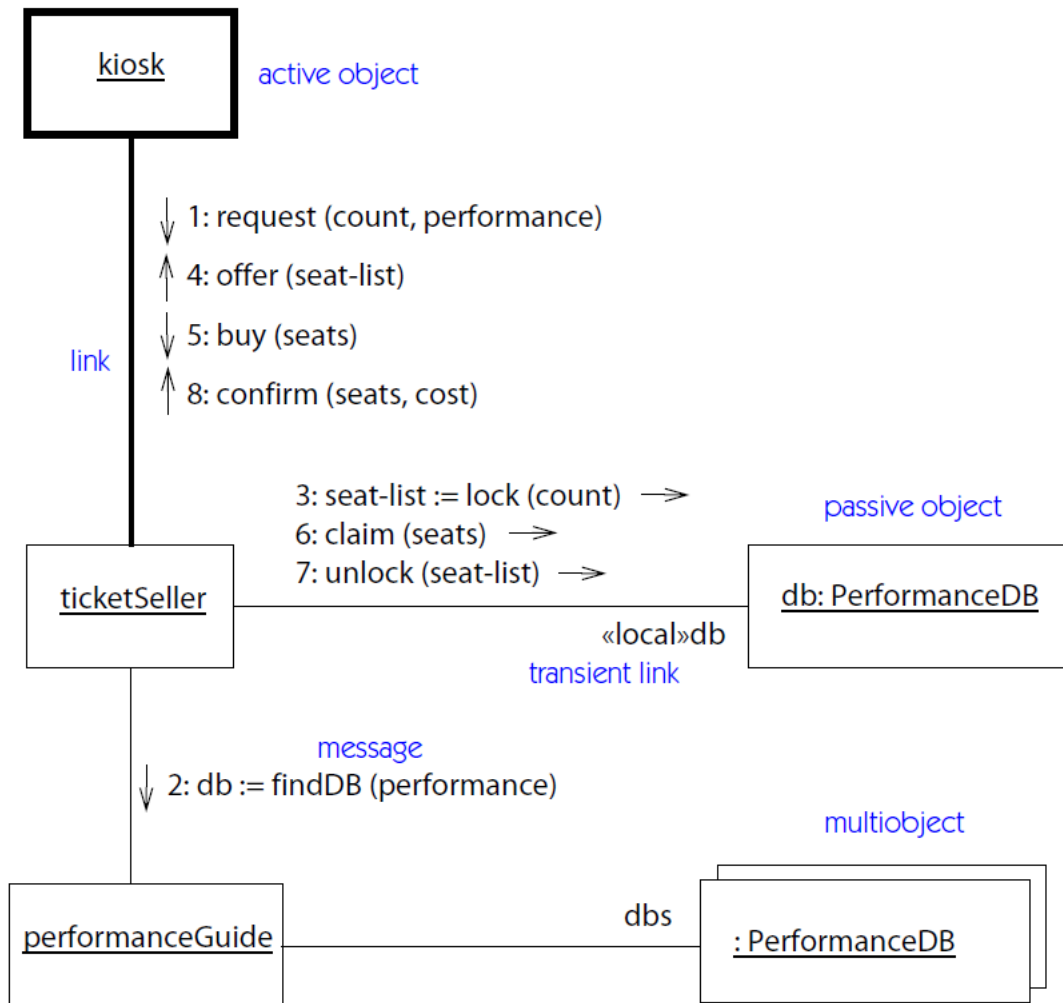 kiosk
active object
1: request (count, performance)
4: offer (seat-list)
5: buy (seats)
link
8: confirm (seats, cost)
3: seat-list := lock (count)
passive object
6: claim (seats)
7: unlock (seat-list)
ticketSeller
db: PerformanceDB
«local»db
transient link
message
2: db := findDB (performance)
multiobject
dbs
performanceGuide
: PerformanceDB